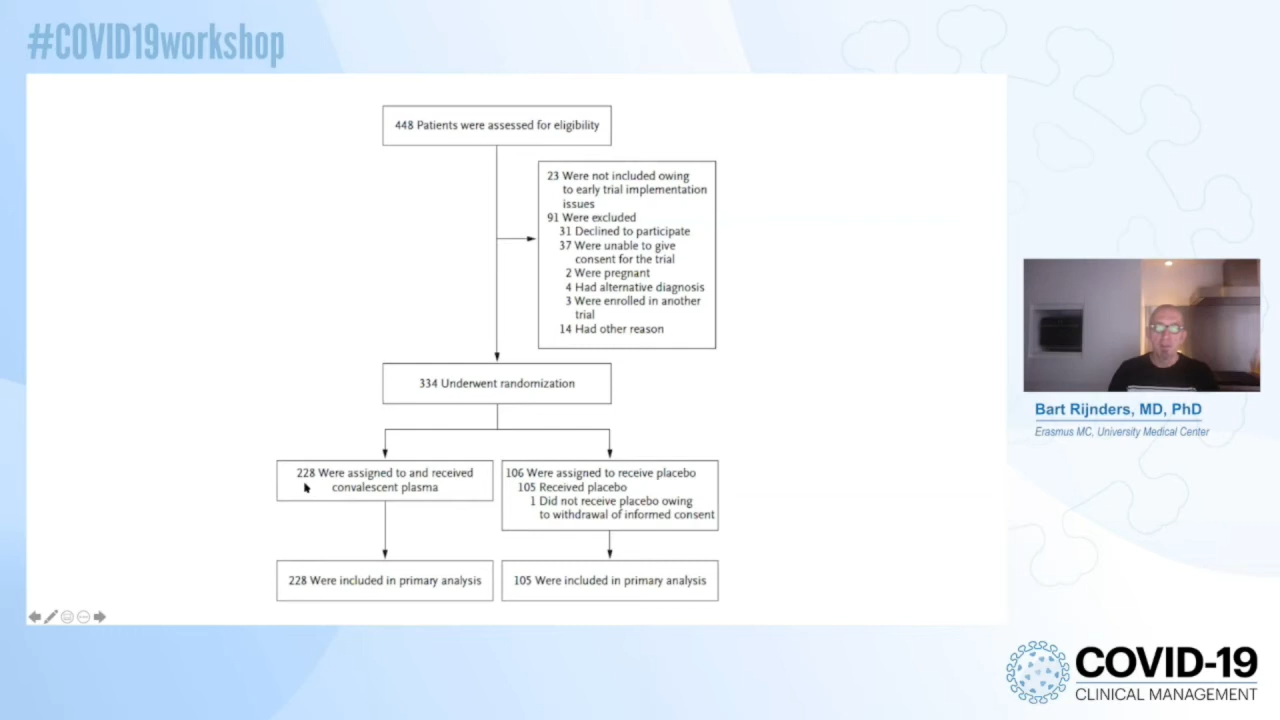 #COVID19workshop
448 Patients were assessed for eligibility
23 Were not included owing
to early trial implementation
issues
91 Were excluded
31 Declined to participate
37 Were unable to give
consent for the trial
2 Were pregnant
4 Had alternative diagnosis
3 Were enrolled in another
trial
14 Had other reason
334 Underwent randomization
228 Were assigned to and received
convalescent plasma
106 Were assigned to receive placebo
105 Received placebo
1 Did not receive placebo owing
to withdrawal of informed consent
228 Were included in primary analysis
105 Were included in primary analysis
Bart Rijnders, MD, PhD
Erasmus MC, University Medical Center
COVID-19
CLINICAL MANAGEMENT